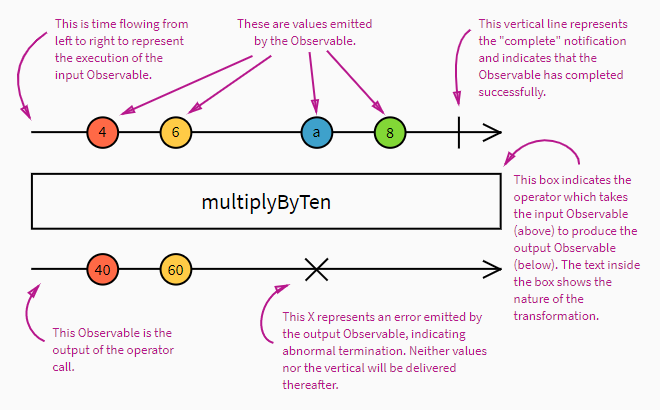 This is time flowing from
left to right to represent
the execution of the
input Observable.
These are values emitted
by the Observable.
This vertical line represents
the "complete" notification
and indicates that the
Observable has completed
successfully.
4
6
a
8
multiplyByTen
This box indicates the
operator which takes
the input Observable
(above) to produce the
output Observable
(below). The text inside
the box shows the
nature of the
transformation.
40
60
This Observable is the
output of the operator
call.
This X represents an error emitted by
the output Observable, indicating
abnormal termination. Neither values
nor the vertical will be delivered
thereafter.